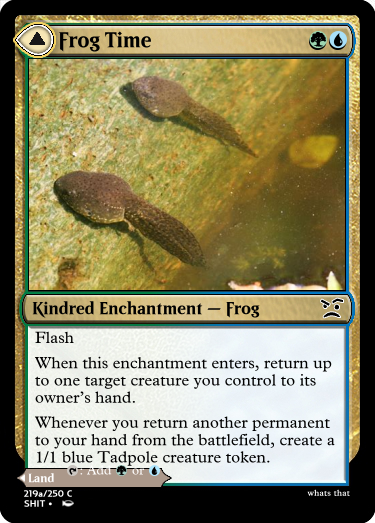 Frog Time
Kindred Enchantment — Frog
Flash
When this enchantment enters, return up
to one target creature you control to its
owner's hand.
Whenever you return another permanent
to your hand from the battlefield, create a
1/1 blue Tadpole creature token.
Land
: Add or
219a/250 C
SHIT •
whats that